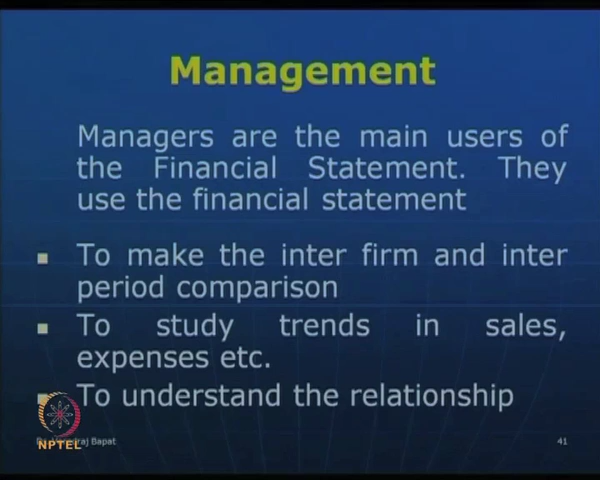 Management
Managers are the main users of
the Financial Statement. They
use the financial statement
▪ To make the inter firm and inter
period comparison
▪ To study trends in sales,
expenses etc.
▪ To understand the relationship
Bapat
41
NPTEL